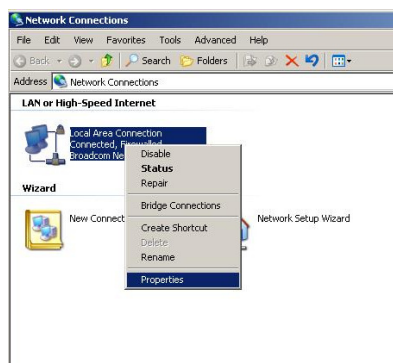 Network Connections
File Edit View Favorites Tools Advanced Help
Back Search Folders
Address Network Connections
LAN or High-Speed Internet
Local Area Connection
Connected, Firewalled
Broadcom Ne
Disable
Status
Repair
Bridge Connections
Create Shortcut
Delete
Rename
Properties
Wizard
New Connect
Network Setup Wizard